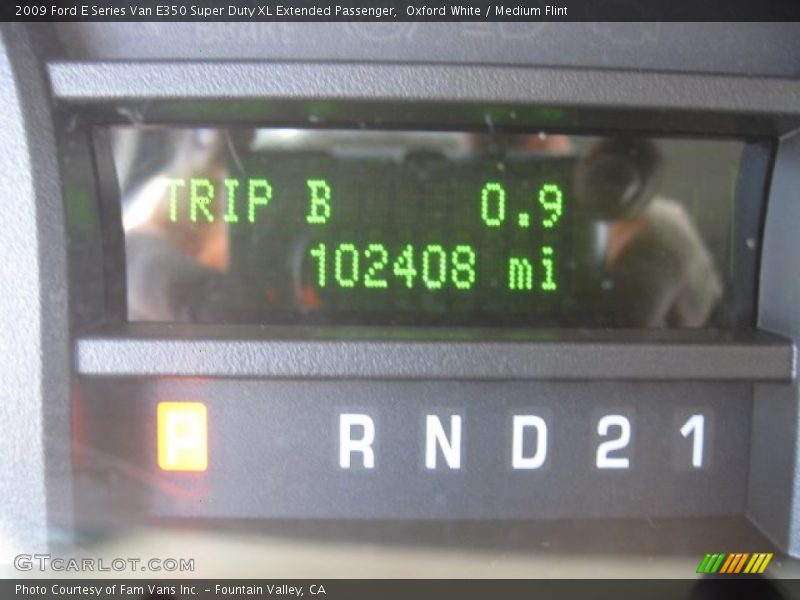 2009 Ford E Series Van E350 Super Duty XL Extended Passenger, Oxford White / Medium Flint
TRIP B 0.9
102408 mi
P R N D 2 1
GTCARLOT.COM
Photo Courtesy of Fam Vans Inc. - Fountain Valley, CA